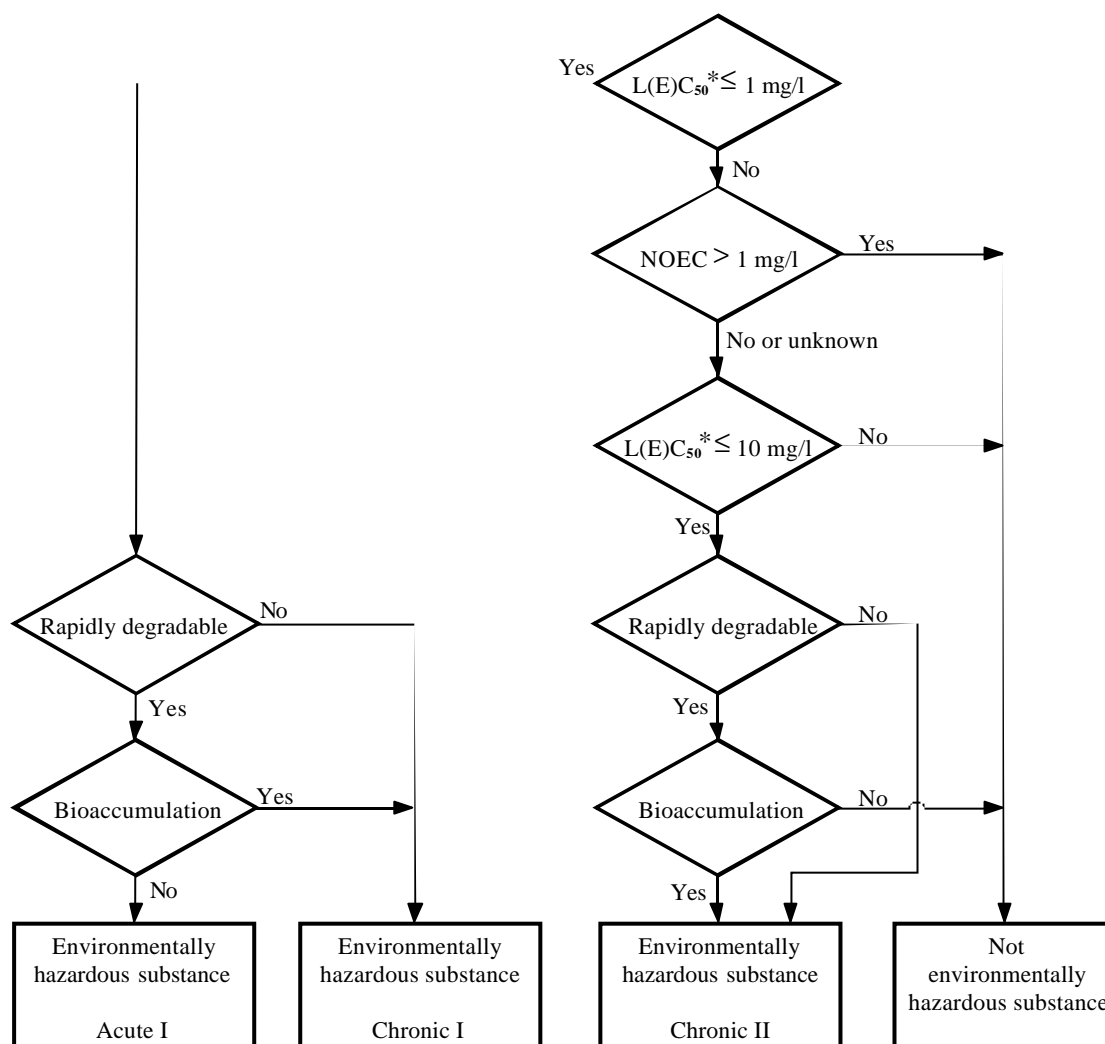 Yes
L(E)C50* ≤ 1 mg/l
No
NOEC > 1 mg/l
Yes
No or unknown
L(E)C50* ≤ 10 mg/l
No
Yes
Rapidly degradable
No
Rapidly degradable
No
Yes
Yes
Bioaccumulation
Yes
Bioaccumulation
No
No
Yes
Environmentally
hazardous substance
Acute I
Environmentally
hazardous substance
Chronic I
Environmentally
hazardous substance
Chronic II
Not
environmentally
hazardous substance